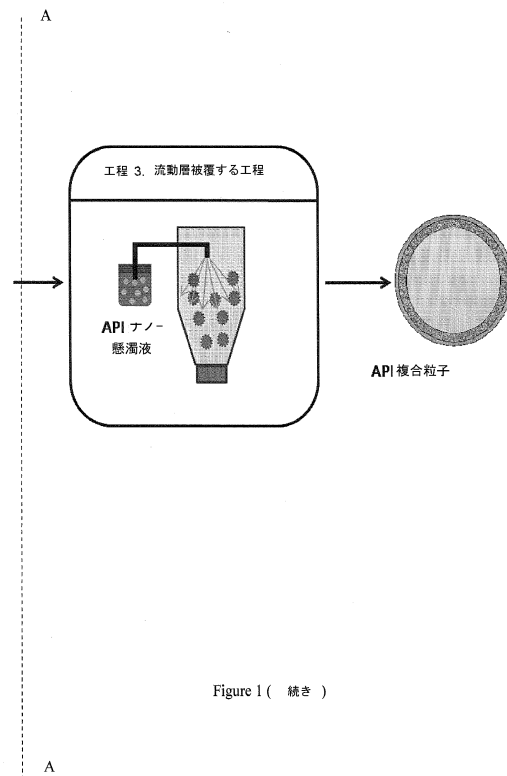 A
工程 3. 流動層被覆する工程
API ナノー
懸濁液
API 複合粒子
Figure 1 ( 続き )
A